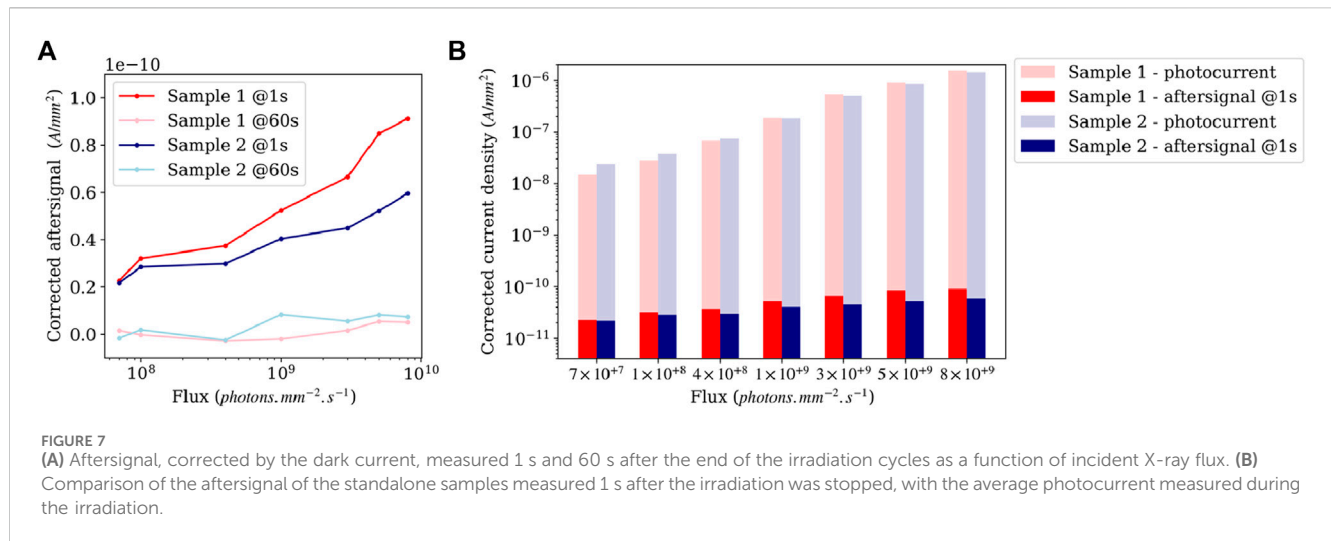 A
1e−10
Corrected aftersignal (A/mm²)
1.0
0.8
0.6
0.4
0.2
0.0
Sample 1 @1s
Sample 1 @60s
Sample 2 @1s
Sample 2 @60s
10⁸
10⁹
10¹⁰
Flux (photons.mm⁻².s⁻¹)
B
Corrected current density (A/mm²)
10⁻⁶
10⁻⁷
10⁻⁸
10⁻⁹
10⁻¹⁰
10⁻¹¹
7×10⁺⁷ 1×10⁺⁸ 4×10⁺⁸ 1×10⁺⁹ 3×10⁺⁹ 5×10⁺⁹ 8×10⁺⁹
Flux (photons.mm⁻².s⁻¹)
Sample 1 - photocurrent
Sample 1 - aftersignal @1s
Sample 2 - photocurrent
Sample 2 - aftersignal @1s
FIGURE 7
(A) Aftersignal, corrected by the dark current, measured 1 s and 60 s after the end of the irradiation cycles as a function of incident X-ray flux. (B)
Comparison of the aftersignal of the standalone samples measured 1 s after the irradiation was stopped, with the average photocurrent measured during
the irradiation.